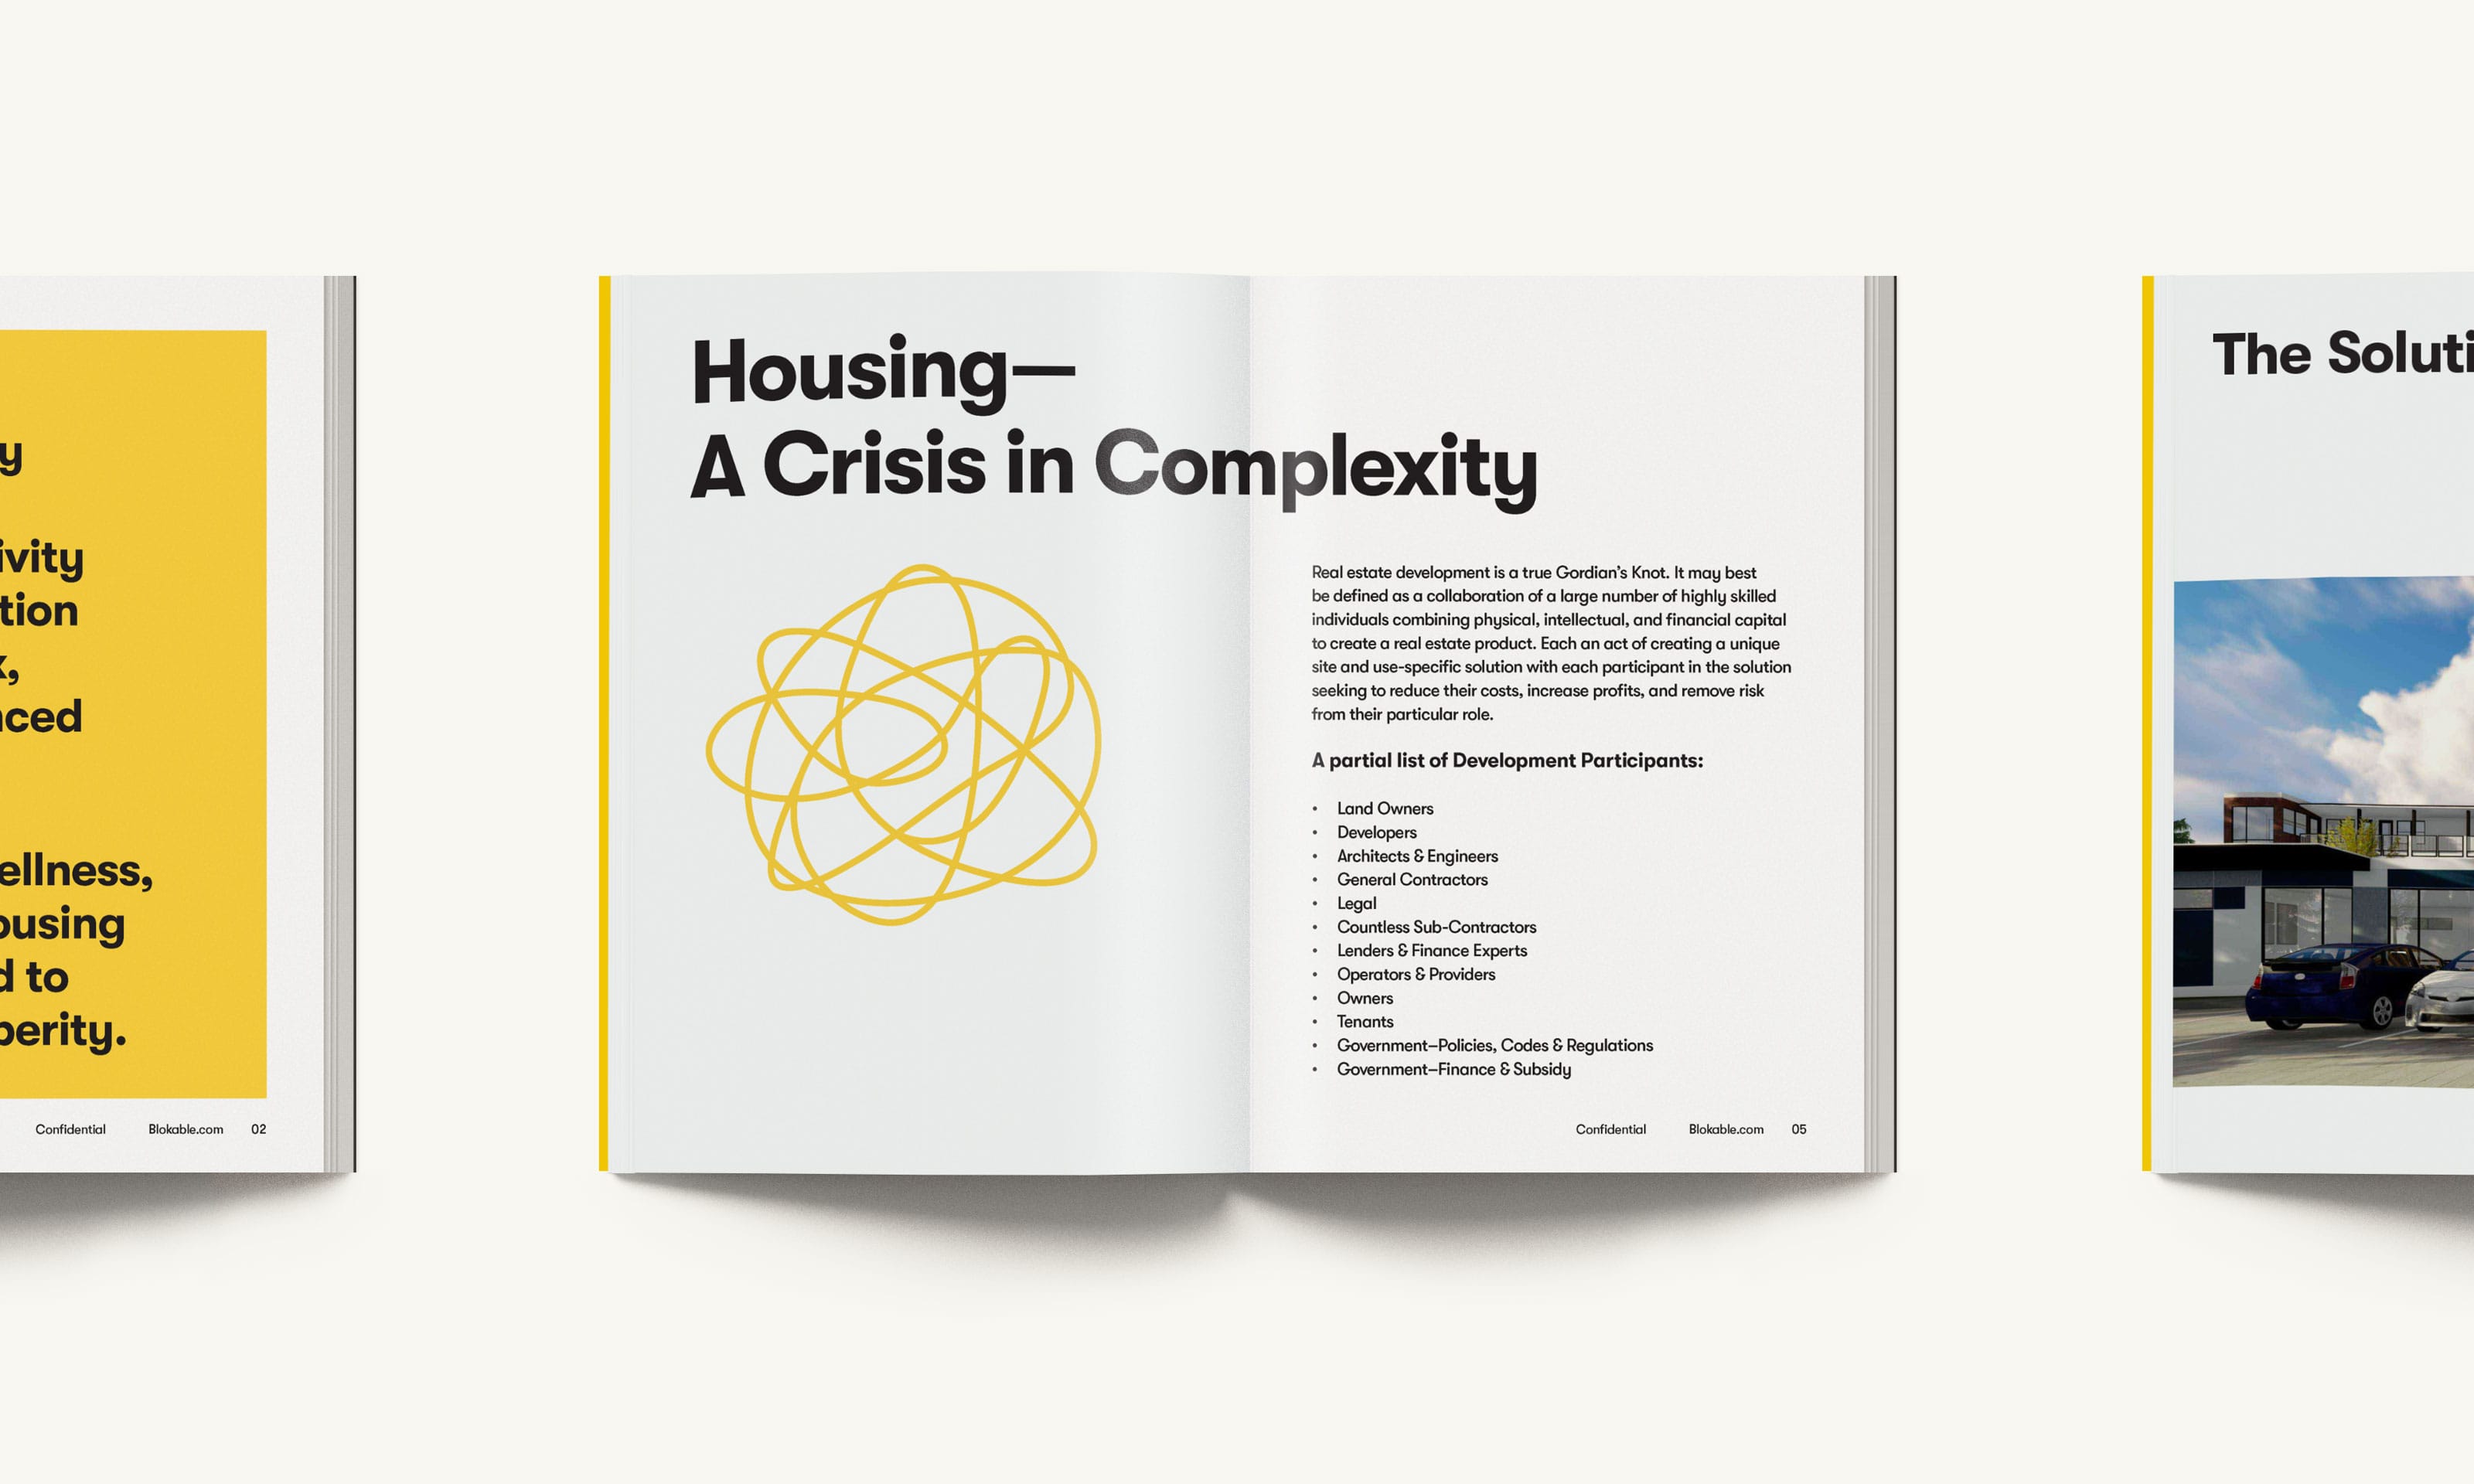 y
ivity
tion
nced
ellness,
ousing
d to
perity.
Confidential Blokable.com 02
Housing—
A Crisis in Complexity
Real estate development is a true Gordian’s Knot. It may best
be defined as a collaboration of a large number of highly skilled
individuals combining physical, intellectual, and financial capital
to create a real estate product. Each an act of creating a unique
site and use-specific solution with each participant in the solution
seeking to reduce their costs, increase profits, and remove risk
from their particular role.
A partial list of Development Participants:
• Land Owners
• Developers
• Architects & Engineers
• General Contractors
• Legal
• Countless Sub-Contractors
• Lenders & Finance Experts
• Operators & Providers
• Owners
• Tenants
• Government–Policies, Codes & Regulations
• Government–Finance & Subsidy
Confidential Blokable.com 05
The Soluti